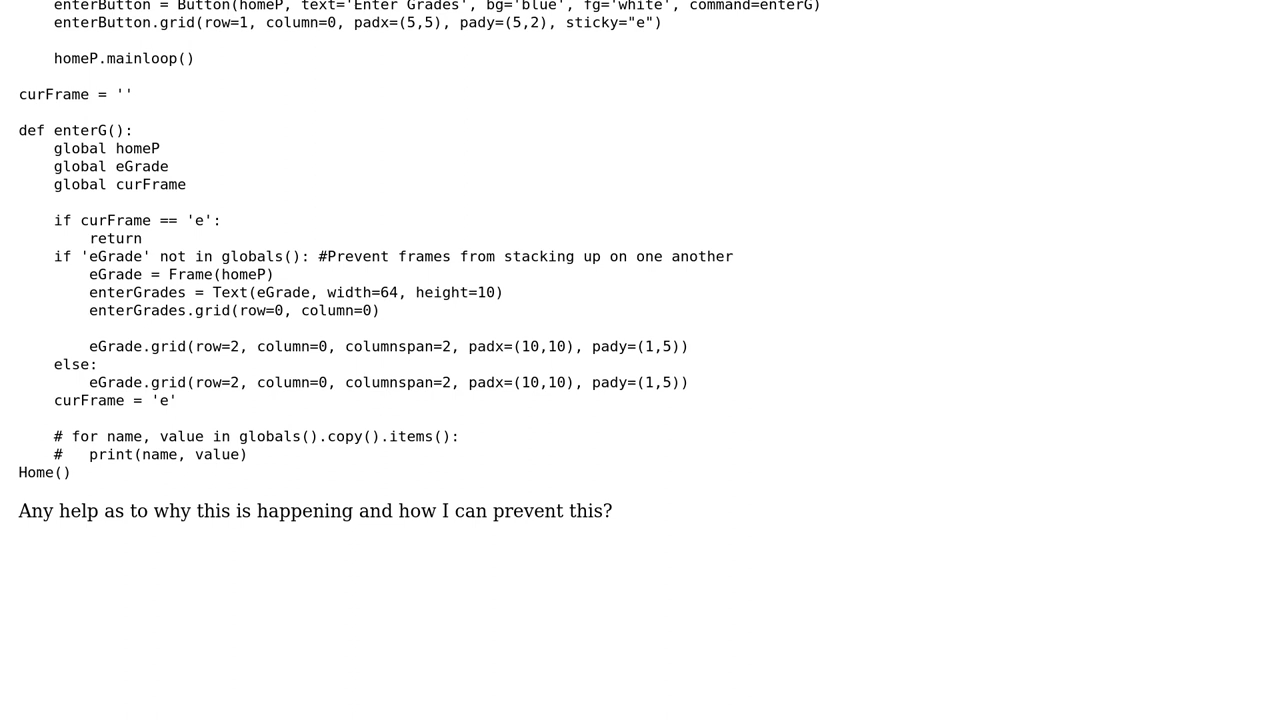 enterButton = Button(homeP, text='Enter Grades', bg='blue', fg='white', command=enterG)
    enterButton.grid(row=1, column=0, padx=(5,5), pady=(5,2), sticky="e")

    homeP.mainloop()

curFrame = ''

def enterG():
    global homeP
    global eGrade
    global curFrame

    if curFrame == 'e':
        return
    if 'eGrade' not in globals(): #Prevent frames from stacking up on one another
        eGrade = Frame(homeP)
        enterGrades = Text(eGrade, width=64, height=10)
        enterGrades.grid(row=0, column=0)

        eGrade.grid(row=2, column=0, columnspan=2, padx=(10,10), pady=(1,5))
    else:
        eGrade.grid(row=2, column=0, columnspan=2, padx=(10,10), pady=(1,5))
    curFrame = 'e'

    # for name, value in globals().copy().items():
    #   print(name, value)
Home()

Any help as to why this is happening and how I can prevent this?